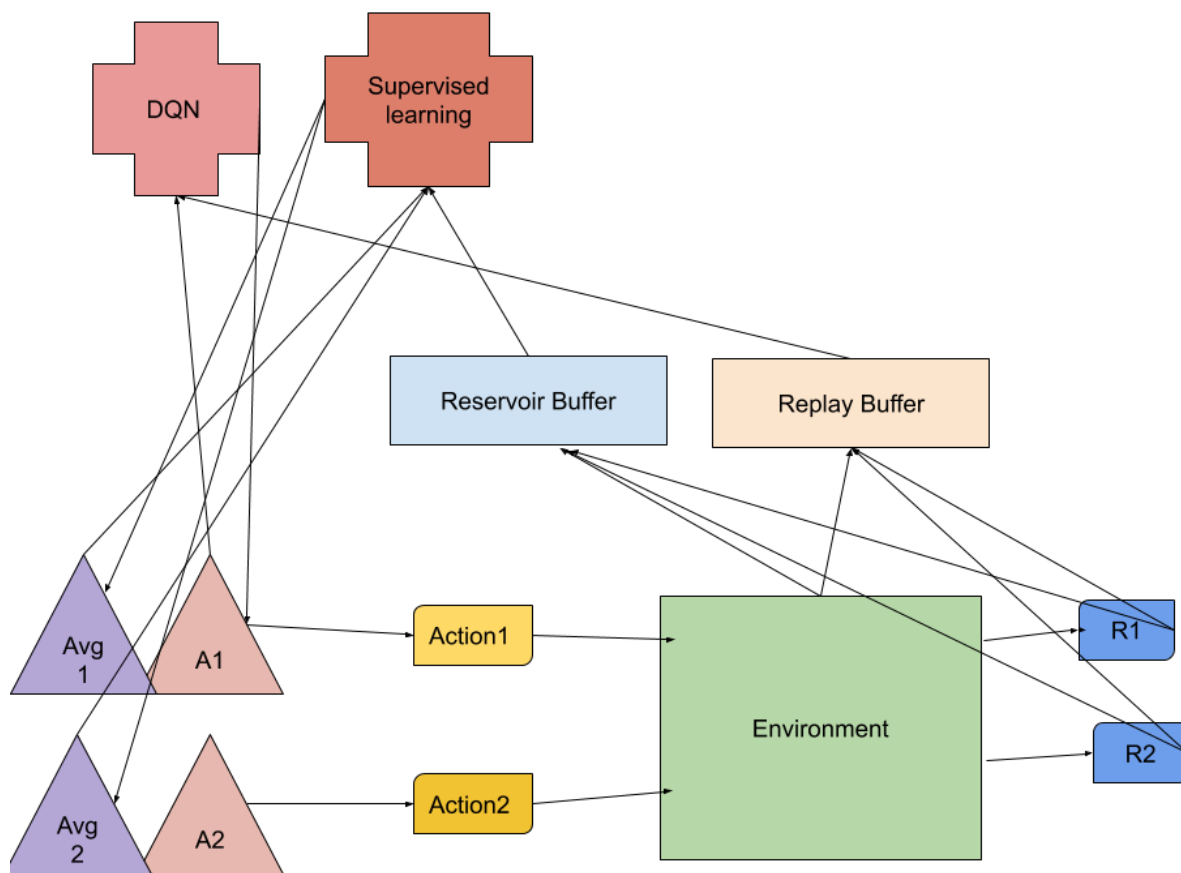 DQN
Supervised
learning
Reservoir Buffer
Replay Buffer
Avg
1
A1
Action1
R1
Environment
Avg
2
A2
Action2
R2